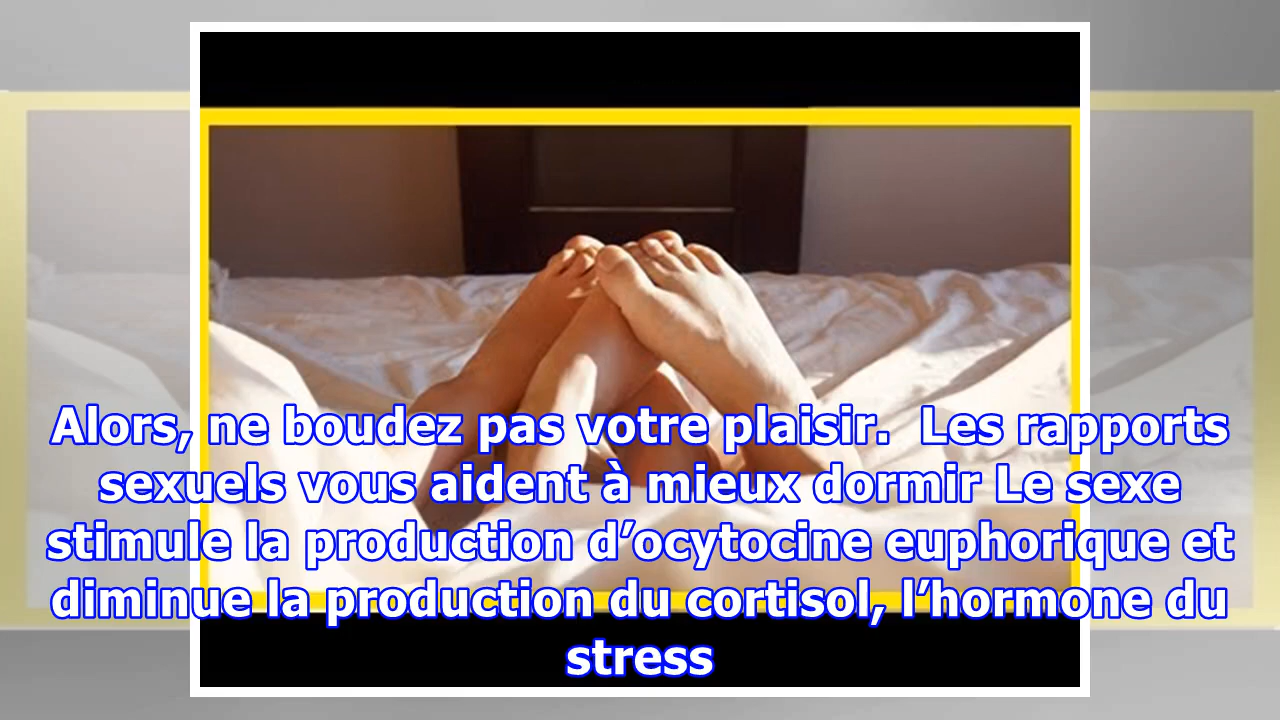 Alors, ne boudez pas votre plaisir.  Les rapports
sexuels vous aident à mieux dormir Le sexe
stimule la production d’ocytocine euphorique et
diminue la production du cortisol, l’hormone du
stress